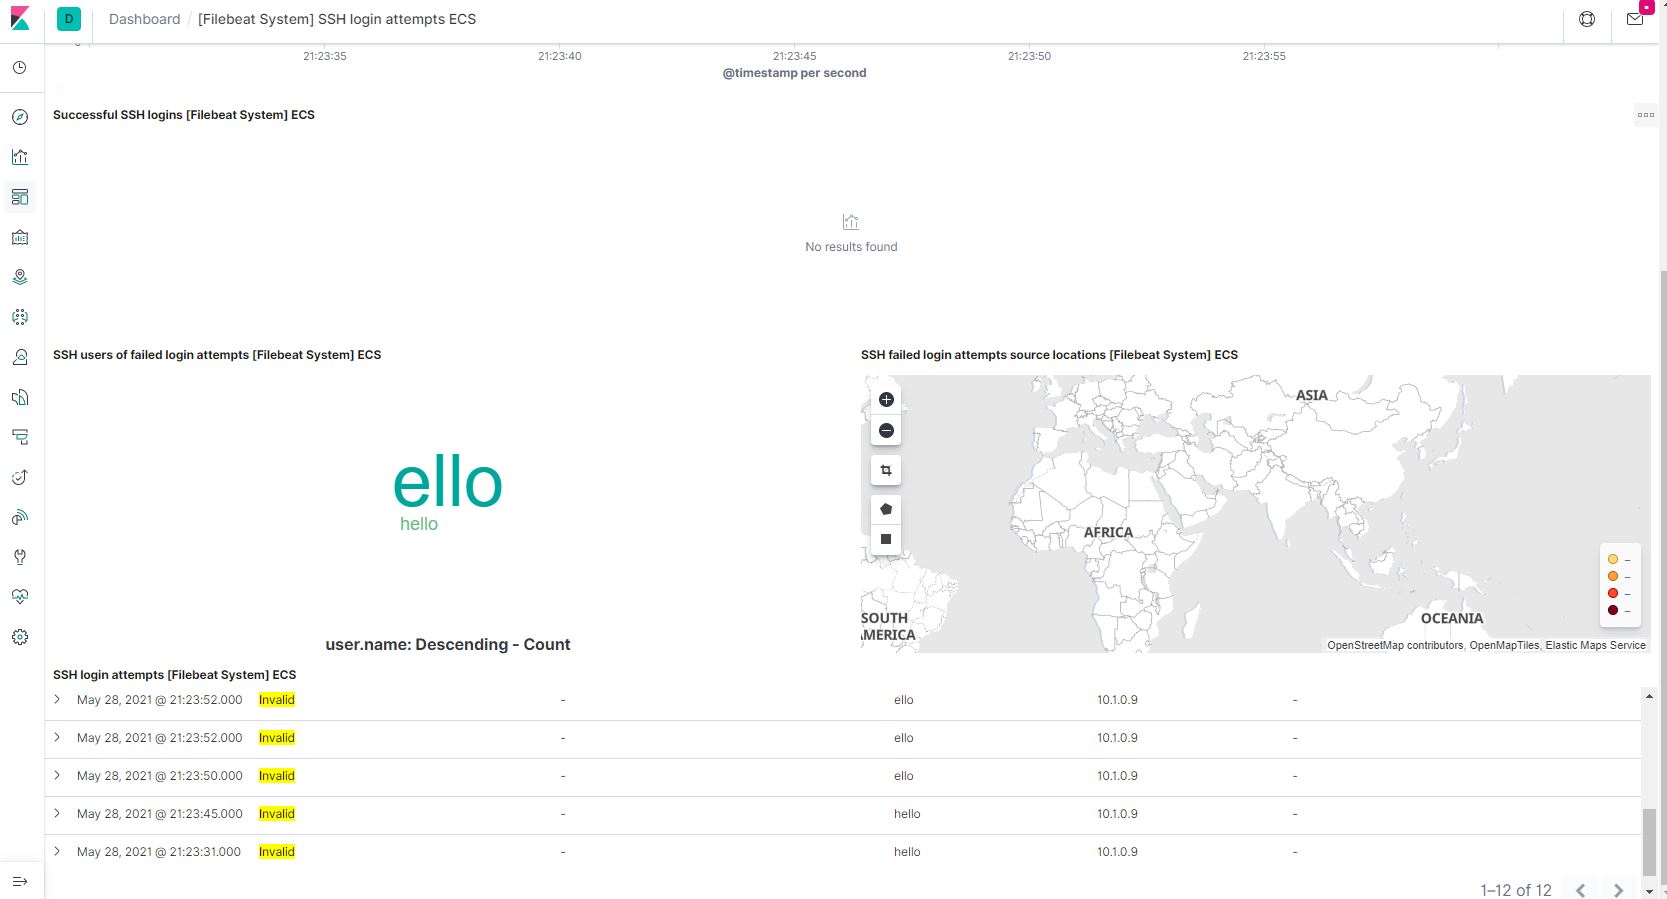 D Dashboard / [Filebeat System] SSH login attempts ECS
21:23:35 21:23:40 21:23:45 21:23:50 21:23:55
@timestamp per second
Successful SSH logins [Filebeat System] ECS
No results found
SSH users of failed login attempts [Filebeat System] ECS
ello
hello
user.name: Descending - Count
SSH failed login attempts source locations [Filebeat System] ECS
ASIA
AFRICA
SOUTH
AMERICA
OCEANIA
–
–
–
–
OpenStreetMap contributors, OpenMapTiles, Elastic Maps Service
SSH login attempts [Filebeat System] ECS
May 28, 2021 @ 21:23:52.000 Invalid - ello 10.1.0.9 -
May 28, 2021 @ 21:23:52.000 Invalid - ello 10.1.0.9 -
May 28, 2021 @ 21:23:50.000 Invalid - ello 10.1.0.9 -
May 28, 2021 @ 21:23:45.000 Invalid - hello 10.1.0.9 -
May 28, 2021 @ 21:23:31.000 Invalid - hello 10.1.0.9 -
1–12 of 12